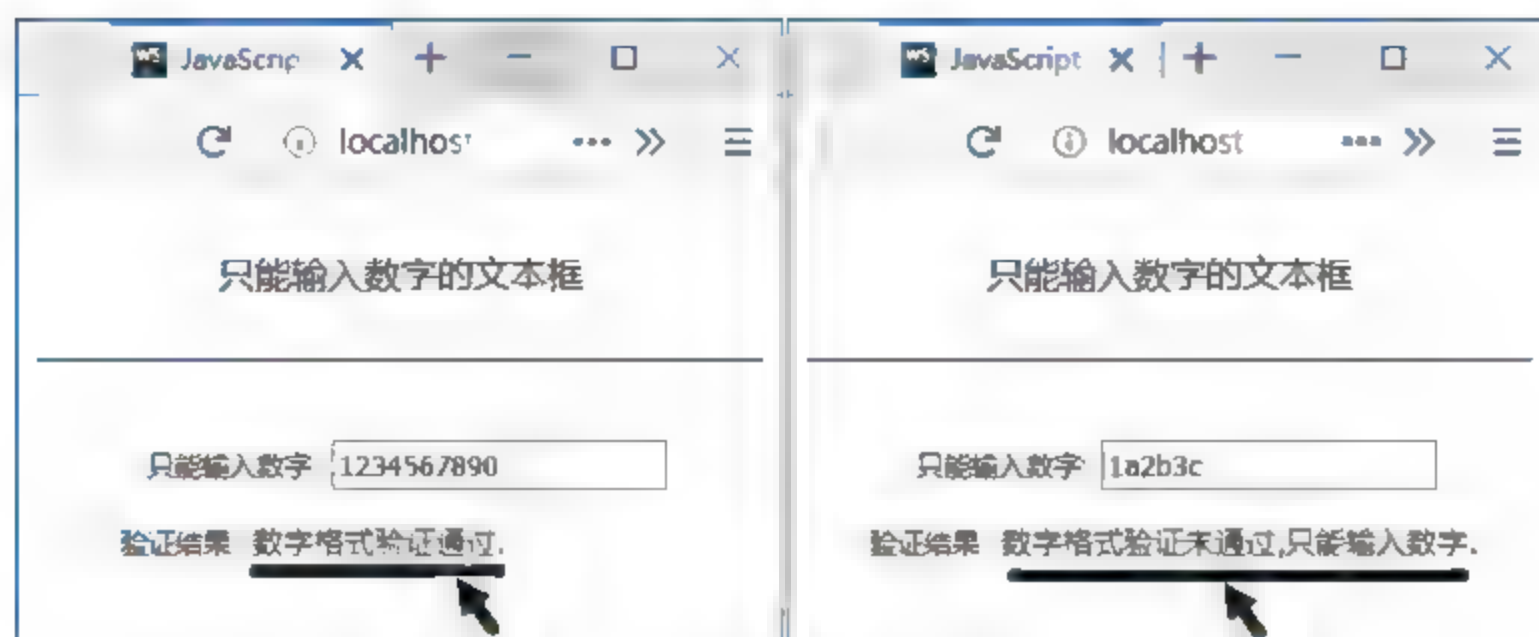 WS JavaScrip
localhost
只能输入数字的文本框
只能输入数字 1234567890
验证结果 数字格式验证通过.
WS JavaScript
localhost
只能输入数字的文本框
只能输入数字 1a2b3c
验证结果 数字格式验证未通过,只能输入数字.